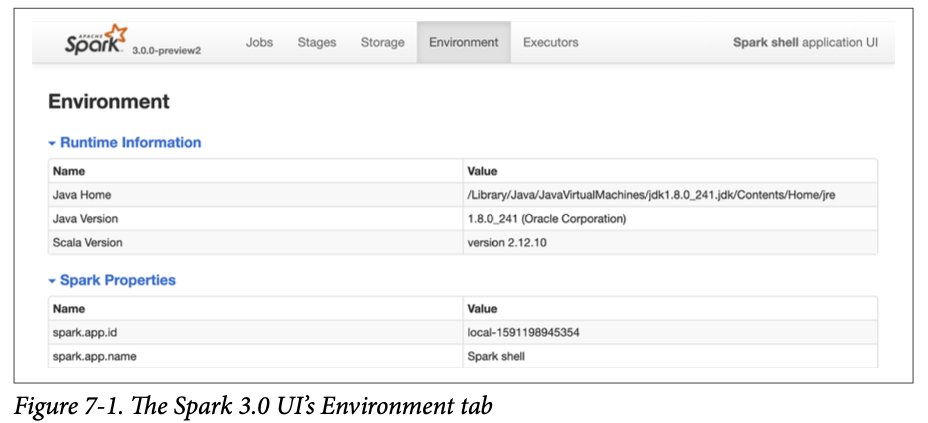 APACHE
Spark 3.0.0-preview2 Jobs Stages Storage Environment Executors Spark shell application UI
Environment
Runtime Information
Name Value
Java Home /Library/Java/JavaVirtualMachines/jdk1.8.0_241.jdk/Contents/Home/jre
Java Version 1.8.0_241 (Oracle Corporation)
Scala Version version 2.12.10
Spark Properties
Name Value
spark.app.id local-1591198945354
spark.app.name Spark shell
Figure 7-1. The Spark 3.0 UI’s Environment tab